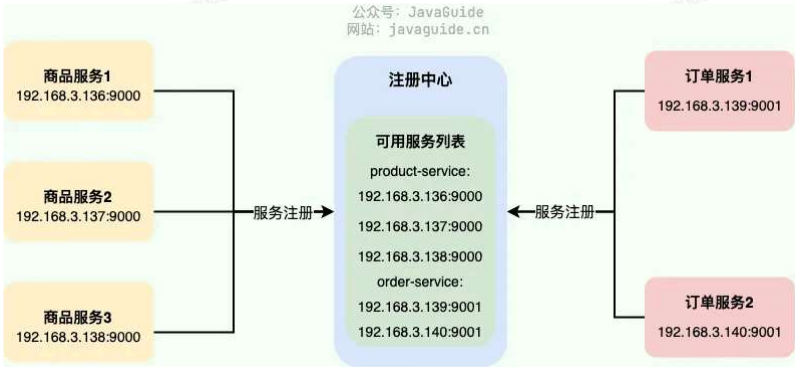 公众号：JavaGuide
网站：javaguide.cn
商品服务1
192.168.3.136:9000
商品服务2
192.168.3.137:9000
商品服务3
192.168.3.138:9000
服务注册
注册中心
可用服务列表
product-service:
192.168.3.136:9000
192.168.3.137:9000
192.168.3.138:9000
order-service:
192.168.3.139:9001
192.168.3.140:9001
服务注册
订单服务1
192.168.3.139:9001
订单服务2
192.168.3.140:9001